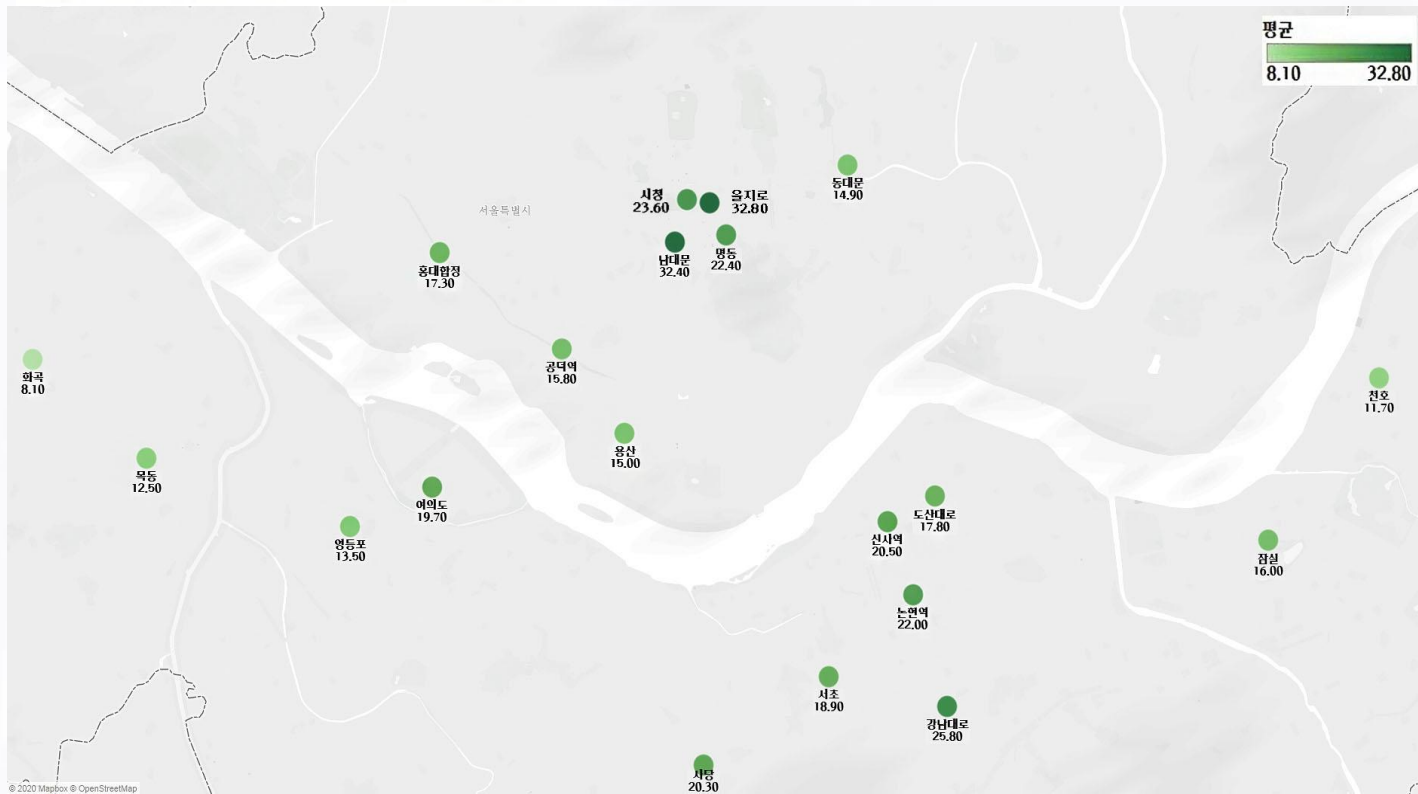 평균
8.10 32.80
동대문
14.90
시청
23.60
을지로
32.80
서울특별시
남대문
32.40
명동
22.40
홍대합정
17.30
공덕역
15.80
화곡
8.10
천호
11.70
용산
15.00
목동
12.50
여의도
19.70
영등포
13.50
도산대로
17.80
신사역
20.50
잠실
16.00
논현역
22.00
서초
18.90
강남대로
25.80
사당
20.30
© 2020 Mapbox © OpenStreetMap